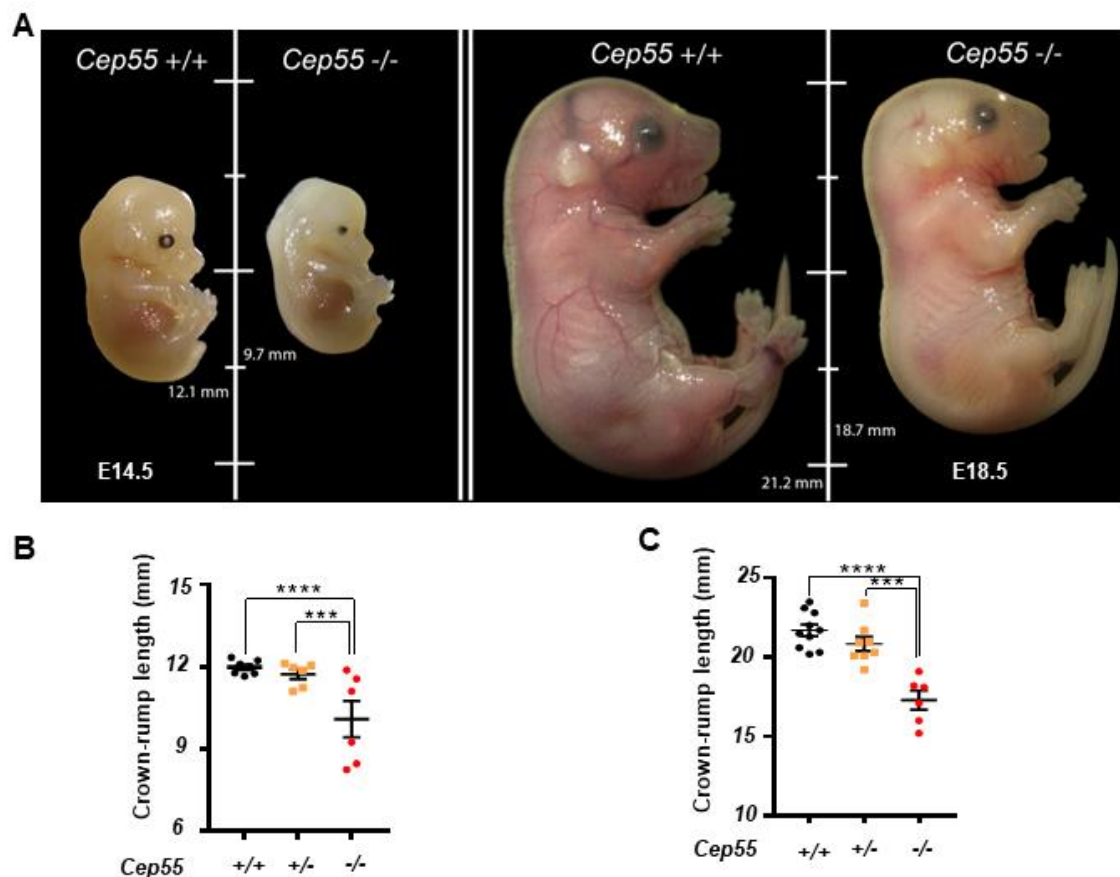 A
Cep55 +/+
Cep55 -/-
Cep55 +/+
Cep55 -/-
9.7 mm
12.1 mm
18.7 mm
21.2 mm
E14.5
E18.5
B
Crown-rump length (mm)
15
12
9
6
****
***
Cep55 +/+ +/- -/-
C
Crown-rump length (mm)
25
20
15
10
****
***
Cep55 +/+ +/- -/-